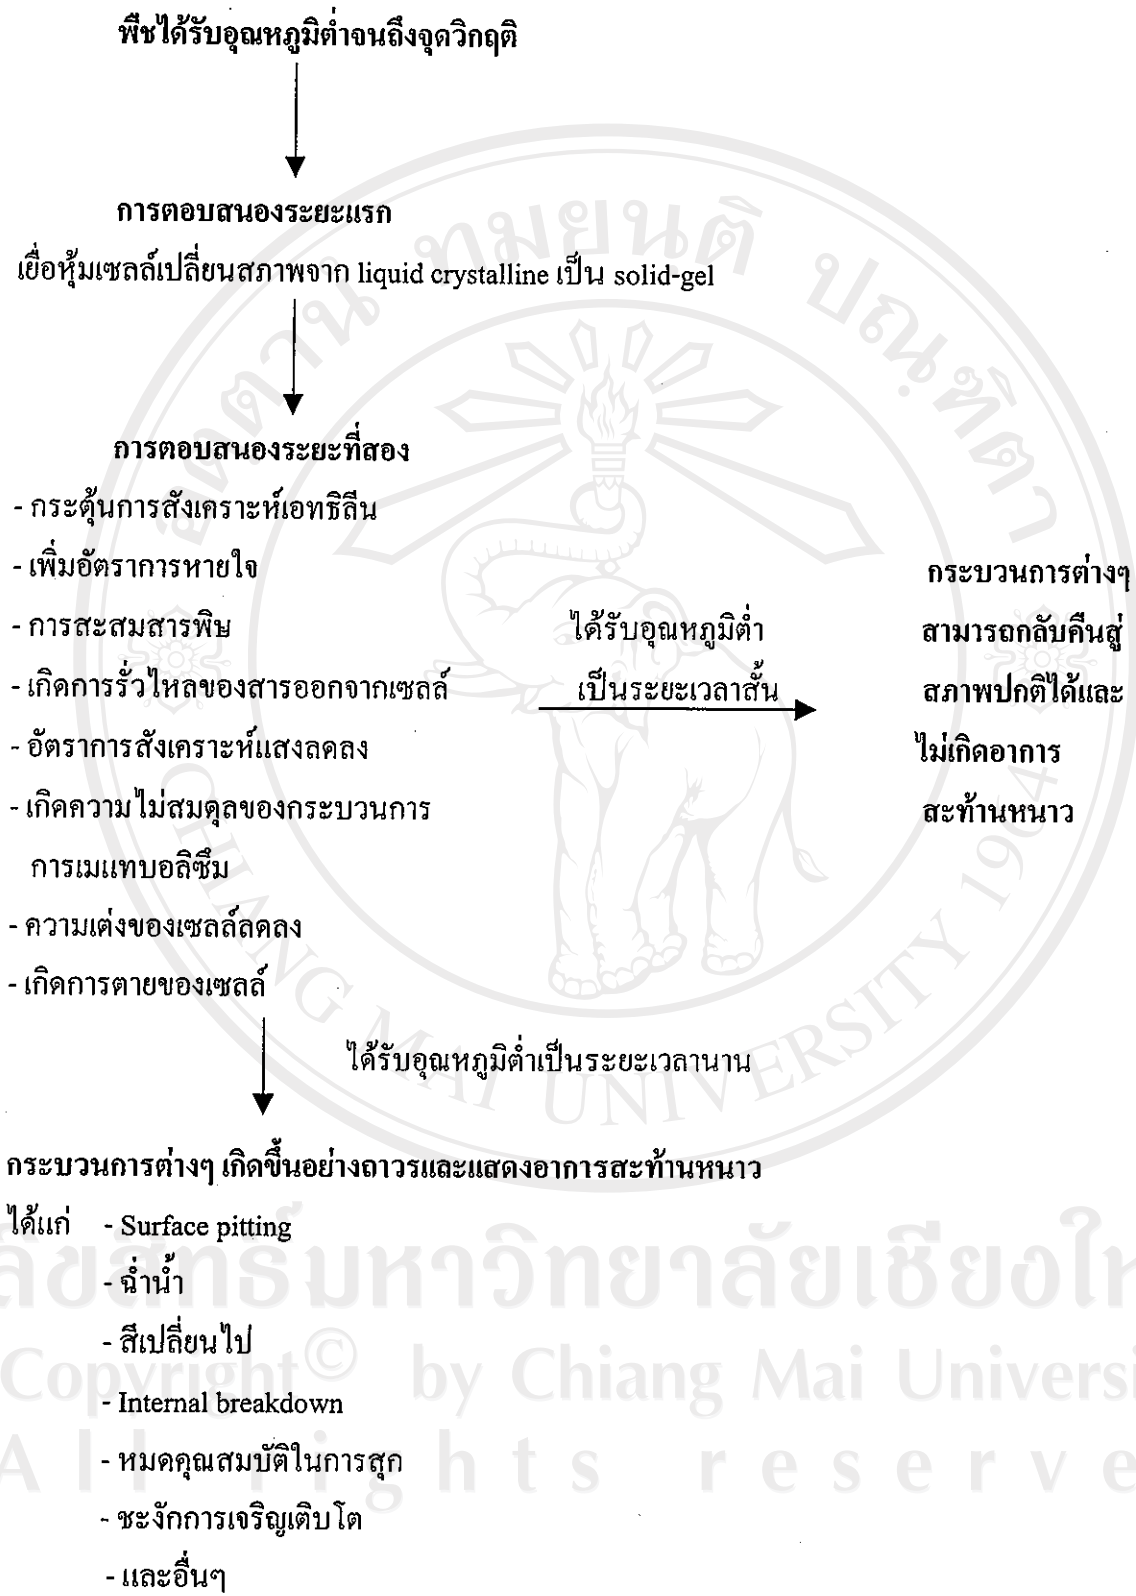 พืชได้รับอุณหภูมิต่ำจนถึงจุดวิกฤติ
การตอบสนองระยะแรก
เยื่อหุ้มเซลล์เปลี่ยนสภาพจาก liquid crystalline เป็น solid-gel
การตอบสนองระยะที่สอง
- กระตุ้นการสังเคราะห์เอทธิลีน
- เพิ่มอัตราการหายใจ
- การสะสมสารพิษ
- เกิดการรั่วไหลของสารออกจากเซลล์
- อัตราการสังเคราะห์แสงลดลง
- เกิดความไม่สมดุลของกระบวนการ
การเมแทบอลิซึม
- ความเต่งของเซลล์ลดลง
- เกิดการตายของเซลล์
ได้รับอุณหภูมิต่ำ
เป็นระยะเวลาสั้น
กระบวนการต่างๆ
สามารถกลับคืนสู่
สภาพปกติได้และ
ไม่เกิดอาการ
สะท้านหนาว
ได้รับอุณหภูมิต่ำเป็นระยะเวลานาน
กระบวนการต่างๆ เกิดขึ้นอย่างถาวรและแสดงอาการสะท้านหนาว
ได้แก่ - Surface pitting
- ฉ่ำน้ำ
- สีเปลี่ยนไป
- Internal breakdown
- หมดคุณสมบัติในการสุก
- ชะงักการเจริญเติบโต
- และอื่นๆ
อตฺตานํ ทมยนฺติ ปณฺฑิตา
CHIANG MAI UNIVERSITY 1964
ลิขสิทธิ์มหาวิทยาลัยเชียงให
Copyright© by Chiang Mai Universi
All rights reserve